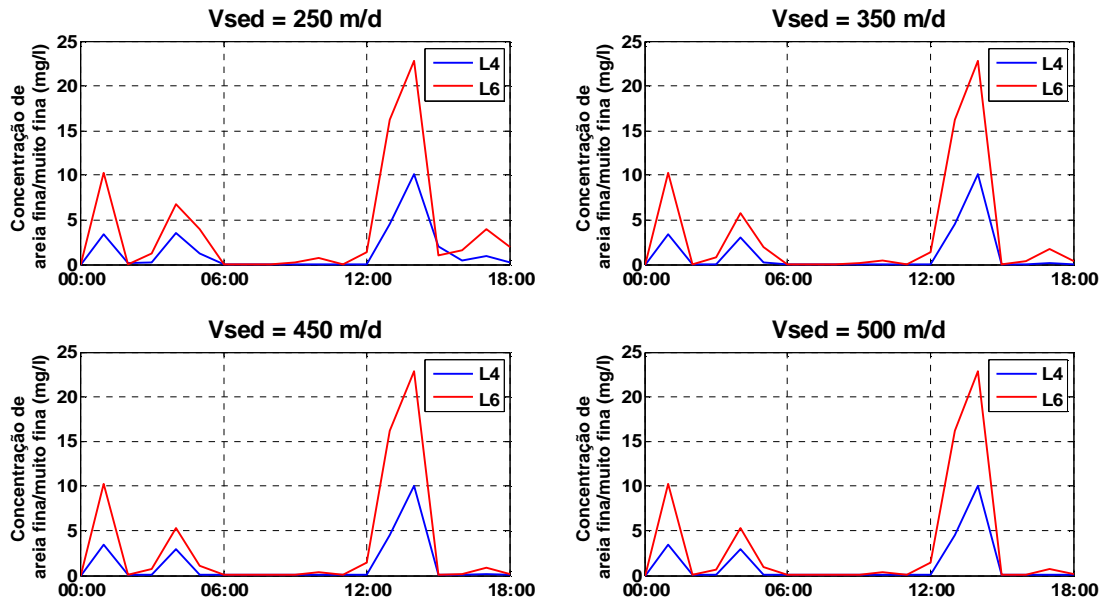 Vsed = 250 m/d
Concentração de
areia fina/muito fina (mg/l)
25
20
15
10
5
0
00:00
06:00
12:00
18:00
L4
L6
Vsed = 350 m/d
Concentração de
areia fina/muito fina (mg/l)
25
20
15
10
5
0
00:00
06:00
12:00
18:00
L4
L6
Vsed = 450 m/d
Concentração de
areia fina/muito fina (mg/l)
25
20
15
10
5
0
00:00
06:00
12:00
18:00
L4
L6
Vsed = 500 m/d
Concentração de
areia fina/muito fina (mg/l)
25
20
15
10
5
0
00:00
06:00
12:00
18:00
L4
L6